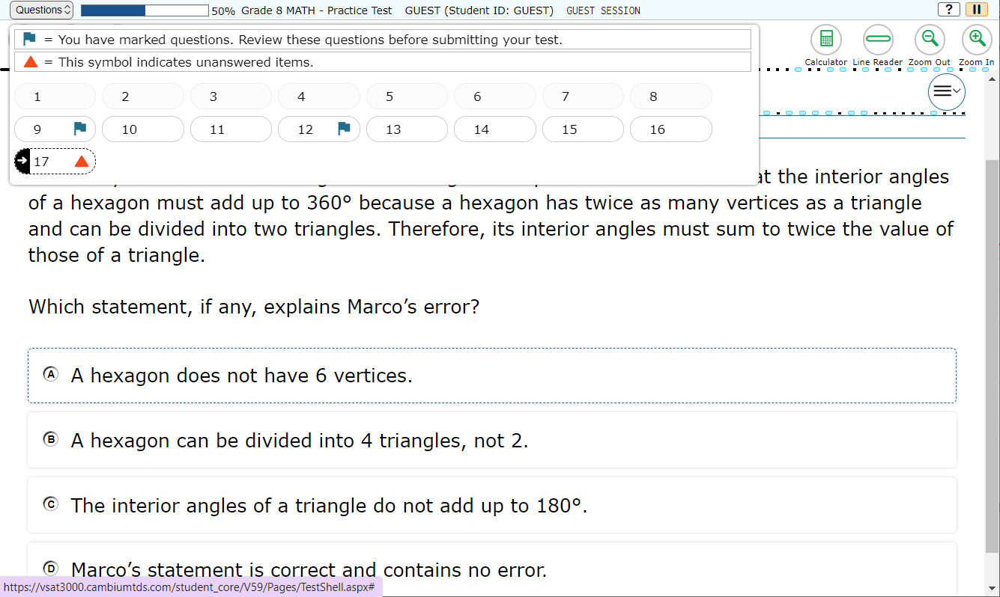 Questions 50% Grade 8 MATH - Practice Test GUEST (Student ID: GUEST) GUEST SESSION ?
= You have marked questions. Review these questions before submitting your test.
= This symbol indicates unanswered items.
Calculator Line Reader Zoom Out Zoom In
1 2 3 4 5 6 7 8
9 10 11 12 13 14 15 16
17
at the interior angles
of a hexagon must add up to 360° because a hexagon has twice as many vertices as a triangle
and can be divided into two triangles. Therefore, its interior angles must sum to twice the value of
those of a triangle.
Which statement, if any, explains Marco’s error?
A A hexagon does not have 6 vertices.
B A hexagon can be divided into 4 triangles, not 2.
C The interior angles of a triangle do not add up to 180°.
D Marco’s statement is correct and contains no error.
https://vsat3000.cambiumtds.com/student_core/V59/Pages/TestShell.aspx#